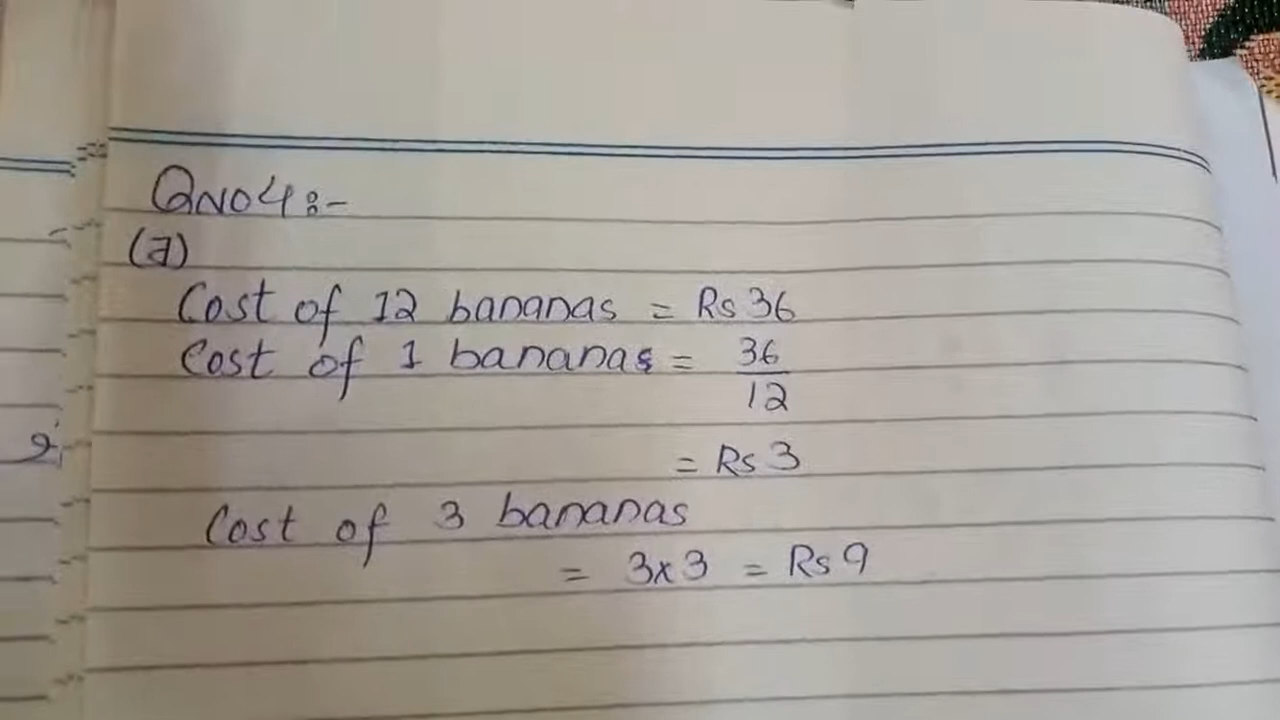 QNO4:-
(a)
Cost of 12 bananas = Rs 36
Cost of 1 bananas = 36
12
= Rs 3
Cost of 3 bananas
= 3x3 = Rs 9